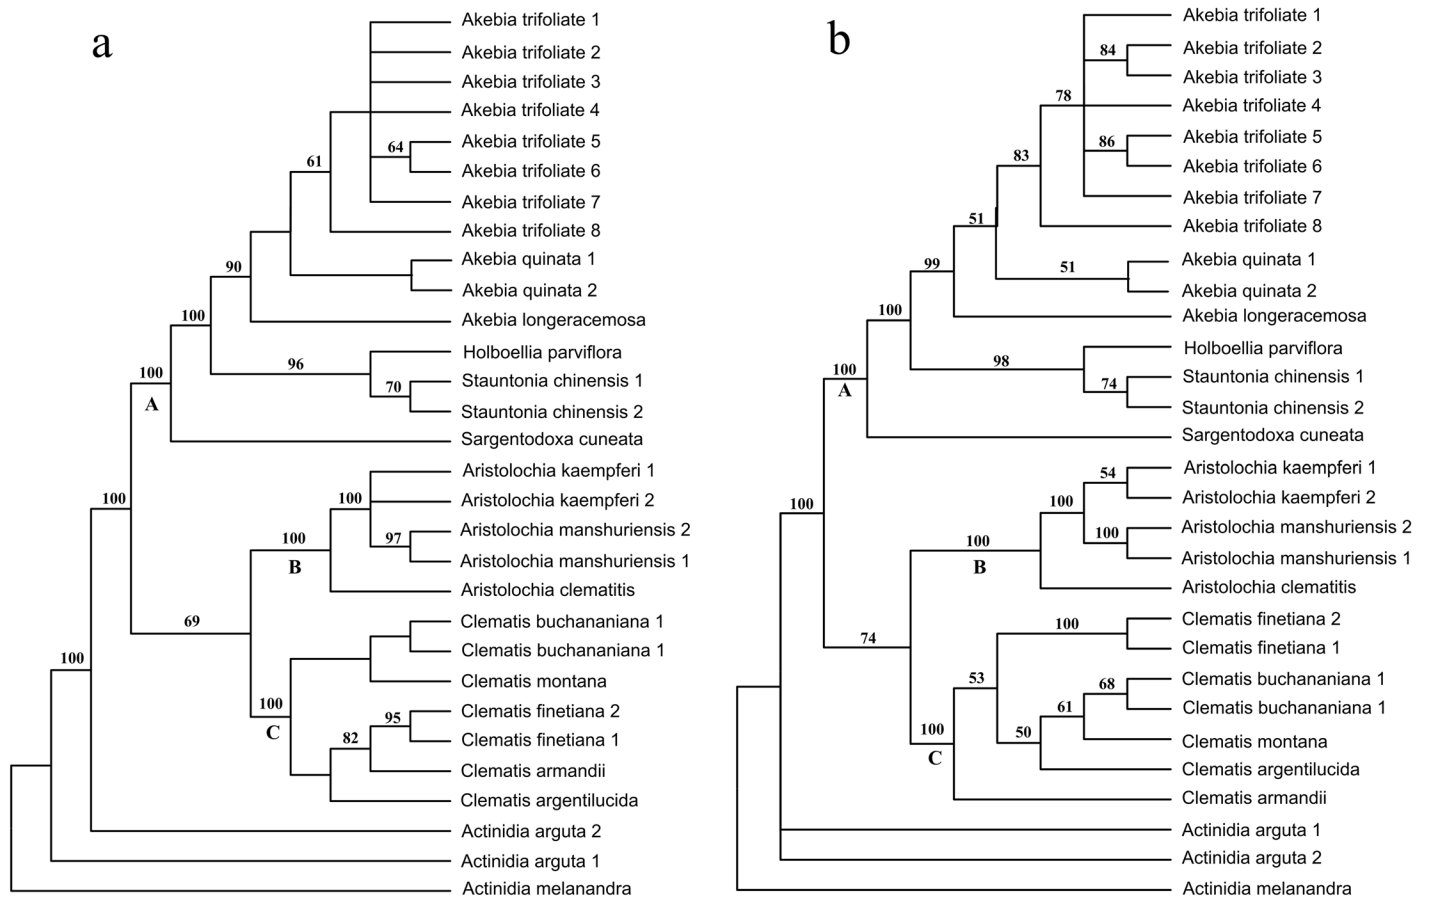 a
Akebia trifoliate 1
Akebia trifoliate 2
Akebia trifoliate 3
Akebia trifoliate 4
64
Akebia trifoliate 5
61
Akebia trifoliate 6
Akebia trifoliate 7
Akebia trifoliate 8
Akebia quinata 1
90
Akebia quinata 2
100
Akebia longeracemosa
Holboellia parviflora
96
100
70
Stauntonia chinensis 1
A
Stauntonia chinensis 2
Sargentodoxa cuneata
Aristolochia kaempferi 1
100
100
Aristolochia kaempferi 2
Aristolochia manshuriensis 2
100
97
B
Aristolochia manshuriensis 1
Aristolochia clematitis
69
Clematis buchananiana 1
Clematis buchananiana 1
100
Clematis montana
100
C
95
Clematis finetiana 2
82
Clematis finetiana 1
Clematis armandii
Clematis argentilucida
Actinidia arguta 2
Actinidia arguta 1
Actinidia melanandra
b
Akebia trifoliate 1
84
Akebia trifoliate 2
Akebia trifoliate 3
78
Akebia trifoliate 4
86
Akebia trifoliate 5
83
Akebia trifoliate 6
Akebia trifoliate 7
51
Akebia trifoliate 8
99
51
Akebia quinata 1
Akebia quinata 2
100
Akebia longeracemosa
Holboellia parviflora
98
100
74
Stauntonia chinensis 1
A
Stauntonia chinensis 2
Sargentodoxa cuneata
54
Aristolochia kaempferi 1
100
100
Aristolochia kaempferi 2
100
Aristolochia manshuriensis 2
100
B
Aristolochia manshuriensis 1
Aristolochia clematitis
100
Clematis finetiana 2
74
Clematis finetiana 1
53
68
Clematis buchananiana 1
61
Clematis buchananiana 1
100
50
Clematis montana
C
Clematis argentilucida
Clematis armandii
Actinidia arguta 1
Actinidia arguta 2
Actinidia melanandra